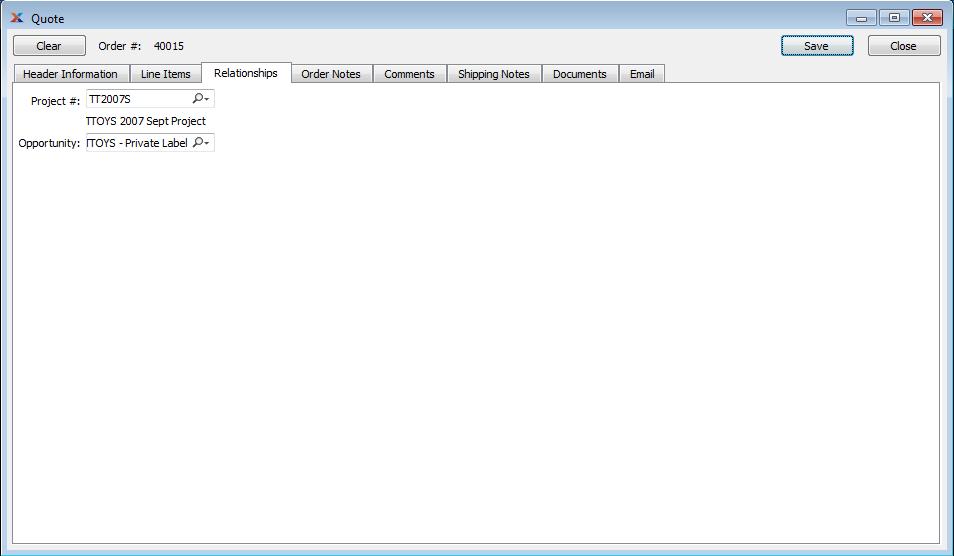 Quote
Clear Order #: 40015 Save Close
Header Information Line Items Relationships Order Notes Comments Shipping Notes Documents Email
Project #: TT2007S
TTOYS 2007 Sept Project
Opportunity: TTOYS - Private Label